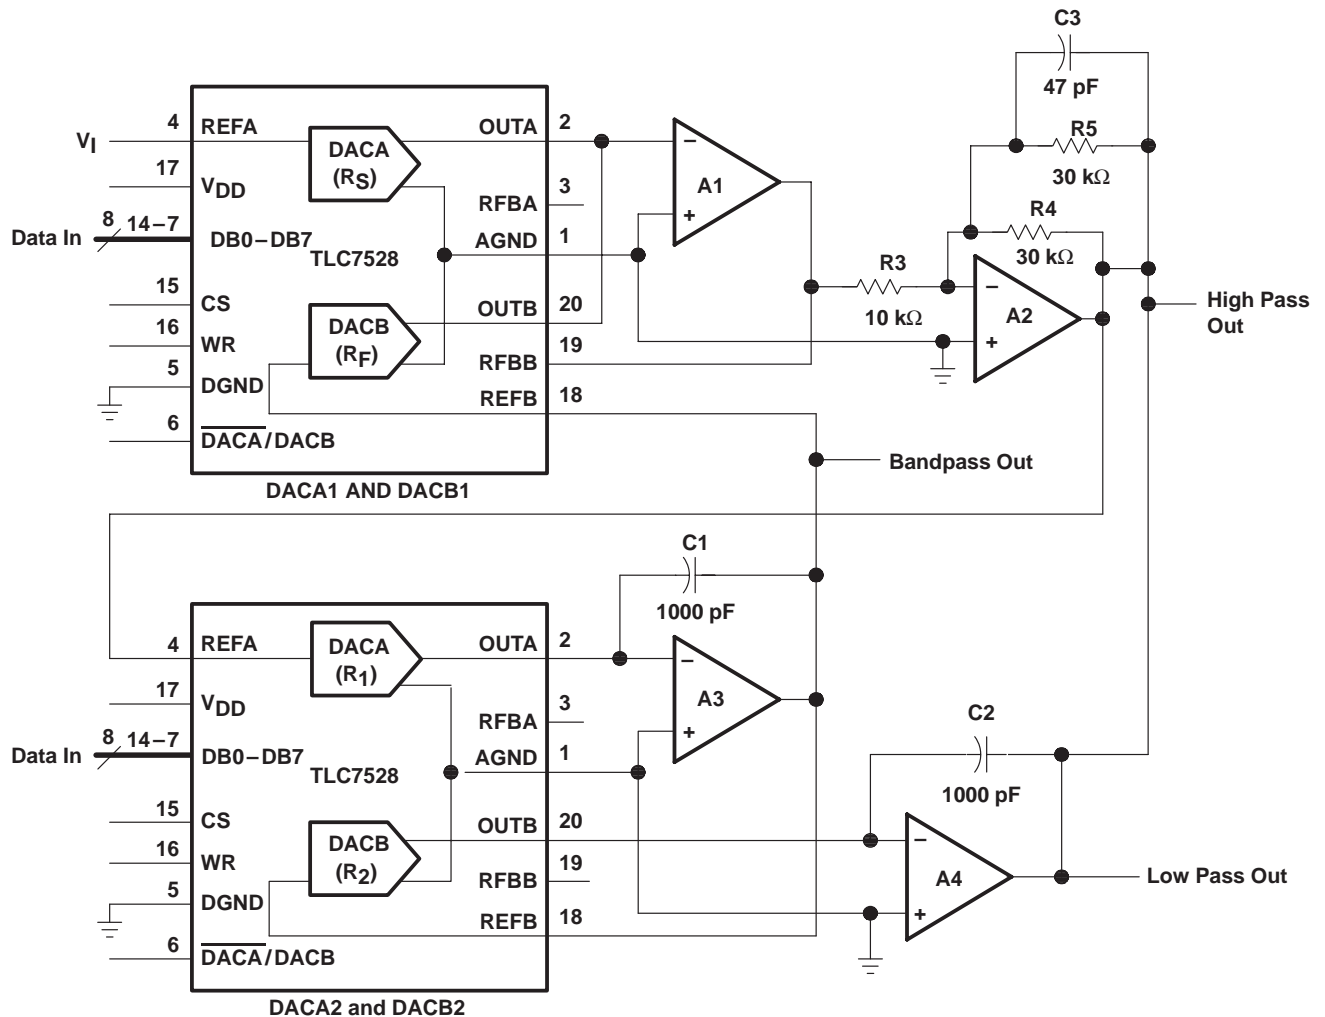 C3
47 pF
R5
30 kΩ
R4
30 kΩ
4 REFA
VI
DACA
(RS)
OUTA 2
17
VDD
RFBA 3
8 14–7
Data In
DB0–DB7
TLC7528
AGND 1
15
CS
16
WR
DACB
(RF)
OUTB 20
RFBB 19
5
DGND
REFB 18
6
DACA/DACB
DACA1 AND DACB1
–
A1
+
R3
10 kΩ
–
A2
+
High Pass
Out
Bandpass Out
C1
1000 pF
4 REFA
DACA
(R1)
OUTA 2
17
VDD
RFBA 3
8 14–7
Data In
DB0–DB7
TLC7528
AGND 1
15
CS
16
WR
DACB
(R2)
OUTB 20
RFBB 19
5
DGND
REFB 18
6
DACA/DACB
DACA2 and DACB2
–
A3
+
C2
1000 pF
–
A4
+
Low Pass Out